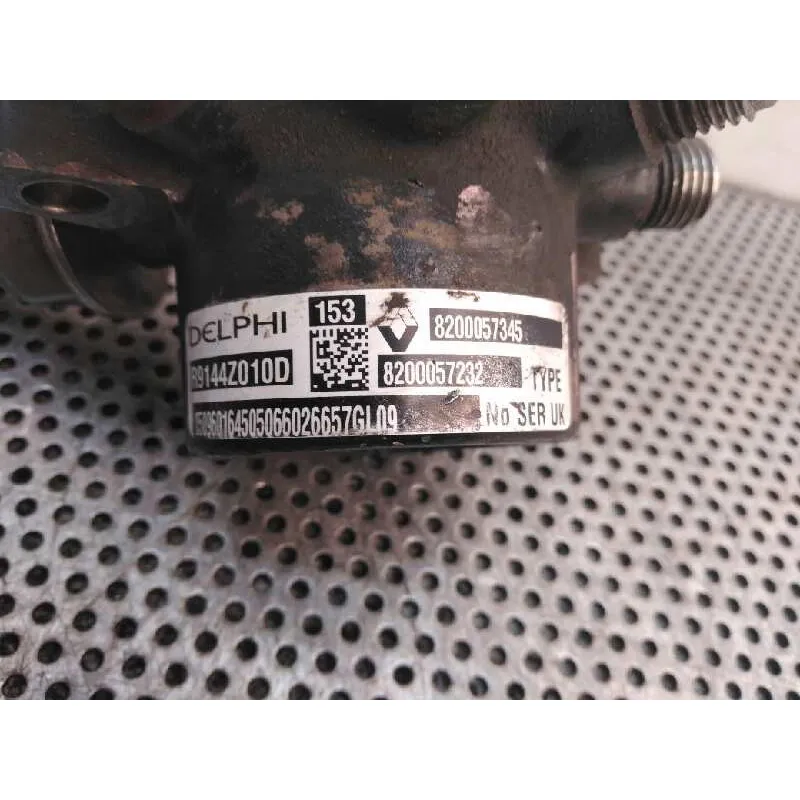 DELPHI 153 8200057345
R9144Z010D 8200057232 TYPE
No SER UK